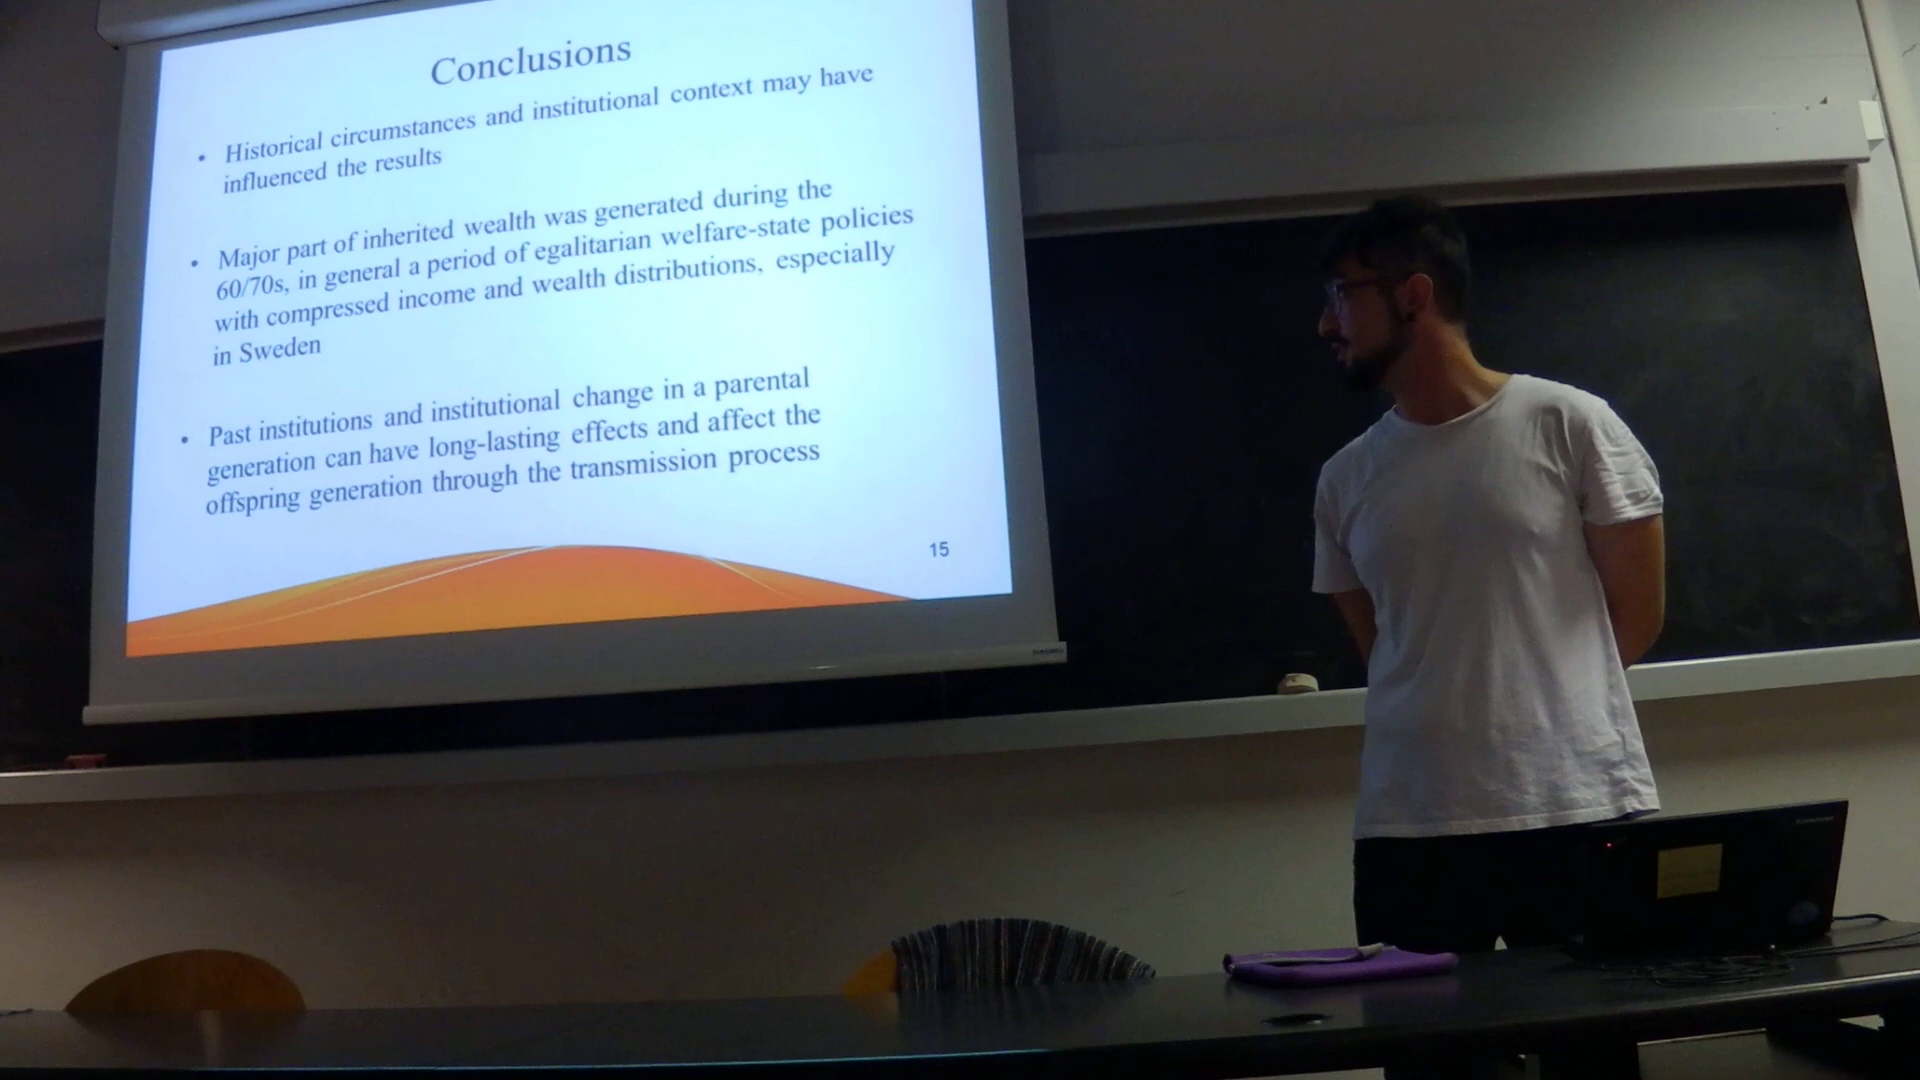 Conclusions
• Historical circumstances and institutional context may have
influenced the results
• Major part of inherited wealth was generated during the
60/70s, in general a period of egalitarian welfare-state policies
with compressed income and wealth distributions, especially
in Sweden
• Past institutions and institutional change in a parental
generation can have long-lasting effects and affect the
offspring generation through the transmission process
15